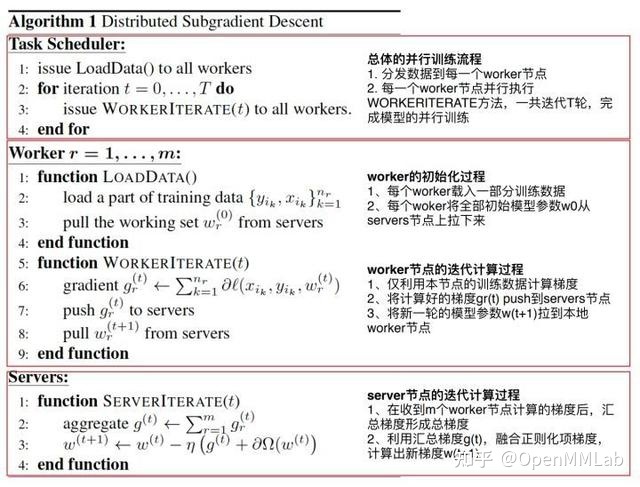 Algorithm 1 Distributed Subgradient Descent
Task Scheduler:
1: issue LoadData() to all workers
2: for iteration t = 0, . . . , T do
3: issue WORKERITERATE(t) to all workers.
4: end for
总体的并行训练流程
1. 分发数据到每一个worker节点
2. 每一个worker节点并行执行
WORKERITERATE方法，一共迭代T轮，完
成模型的并行训练
Worker r = 1, . . . , m:
1: function LOADDATA()
2: load a part of training data {y_{i_k}, x_{i_k}}_{k=1}^{n_r}
3: pull the working set w_r^{(0)} from servers
4: end function
5: function WORKERITERATE(t)
6: gradient g_r^{(t)} ← ∑_{k=1}^{n_r} ∂ℓ(x_{i_k}, y_{i_k}, w_r^{(t)})
7: push g_r^{(t)} to servers
8: pull w_r^{(t+1)} from servers
9: end function
worker的初始化过程
1、每个worker载入一部分训练数据
2、每个woker将全部初始模型参数w0从
servers节点上拉下来
worker节点的迭代计算过程
1、仅利用本节点的训练数据计算梯度
2、将计算好的梯度gr(t) push到servers节点
3、将新一轮的模型参数w(t+1)拉到本地
worker节点
Servers:
1: function SERVERITERATE(t)
2: aggregate g^{(t)} ← ∑_{r=1}^{m} g_r^{(t)}
3: w^{(t+1)} ← w^{(t)} − η (g^{(t)} + ∂Ω(w^{(t)})
4: end function
server节点的迭代计算过程
1、在收到m个worker节点计算的梯度后，汇
总梯度形成总梯度
2、利用汇总梯度g(t)，融合正则化项梯度，
计算出新梯度w(t+1)
知乎 @OpenMMLab